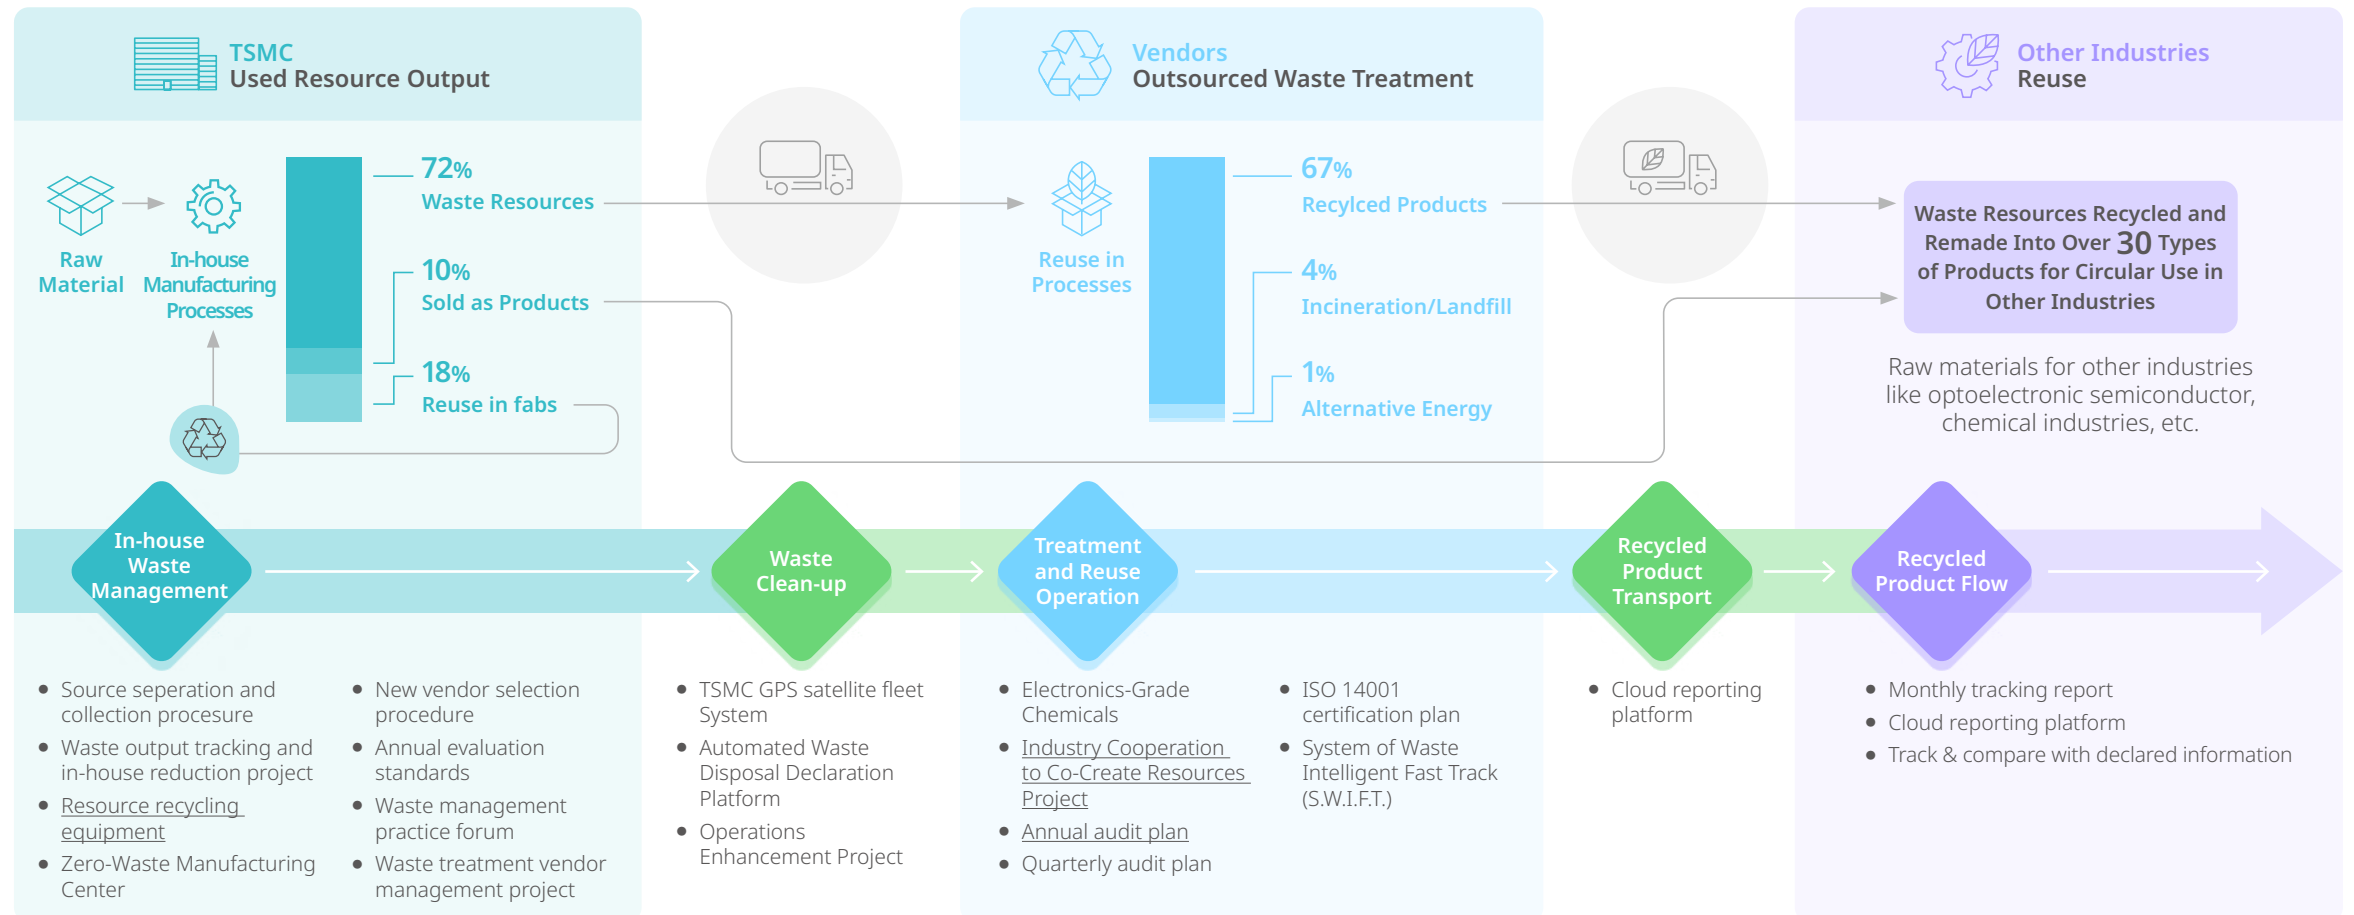 TSMC
Used Resource Output
Vendors
Outsourced Waste Treatment
Other Industries
Reuse
Raw
Material
In-house
Manufacturing
Processes
72%
Waste Resources
10%
Sold as Products
18%
Reuse in fabs
Reuse in
Processes
67%
Recylced Products
4%
Incineration/Landfill
1%
Alternative Energy
Waste Resources Recycled and
Remade Into Over 30 Types
of Products for Circular Use in
Other Industries
Raw materials for other industries
like optoelectronic semiconductor,
chemical industries, etc.
In-house
Waste
Management
Waste
Clean-up
Treatment
and Reuse
Operation
Recycled
Product
Transport
Recycled
Product Flow
• Source seperation and
collection procesure
• Waste output tracking and
in-house reduction project
• Resource recycling
equipment
• Zero-Waste Manufacturing
Center
• New vendor selection
procedure
• Annual evaluation
standards
• Waste management
practice forum
• Waste treatment vendor
management project
• TSMC GPS satellite fleet
System
• Automated Waste
Disposal Declaration
Platform
• Operations
Enhancement Project
• Electronics-Grade
Chemicals
• Industry Cooperation
to Co-Create Resources
Project
• Annual audit plan
• Quarterly audit plan
• ISO 14001
certification plan
• System of Waste
Intelligent Fast Track
(S.W.I.F.T.)
• Cloud reporting
platform
• Monthly tracking report
• Cloud reporting platform
• Track & compare with declared information